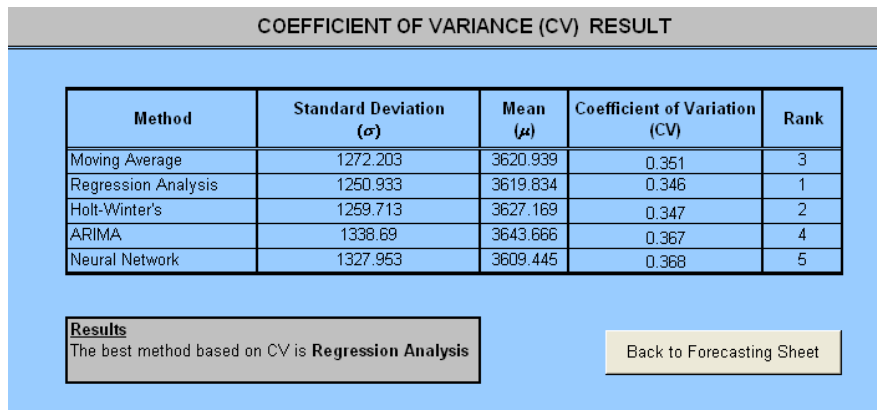 COEFFICIENT OF VARIANCE (CV) RESULT
Method Standard Deviation (σ) Mean (μ) Coefficient of Variation (CV) Rank
Moving Average 1272.203 3620.939 0.351 3
Regression Analysis 1250.933 3619.834 0.346 1
Holt-Winter's 1259.713 3627.169 0.347 2
ARIMA 1338.69 3643.666 0.367 4
Neural Network 1327.953 3609.445 0.368 5
Results
The best method based on CV is Regression Analysis
Back to Forecasting Sheet